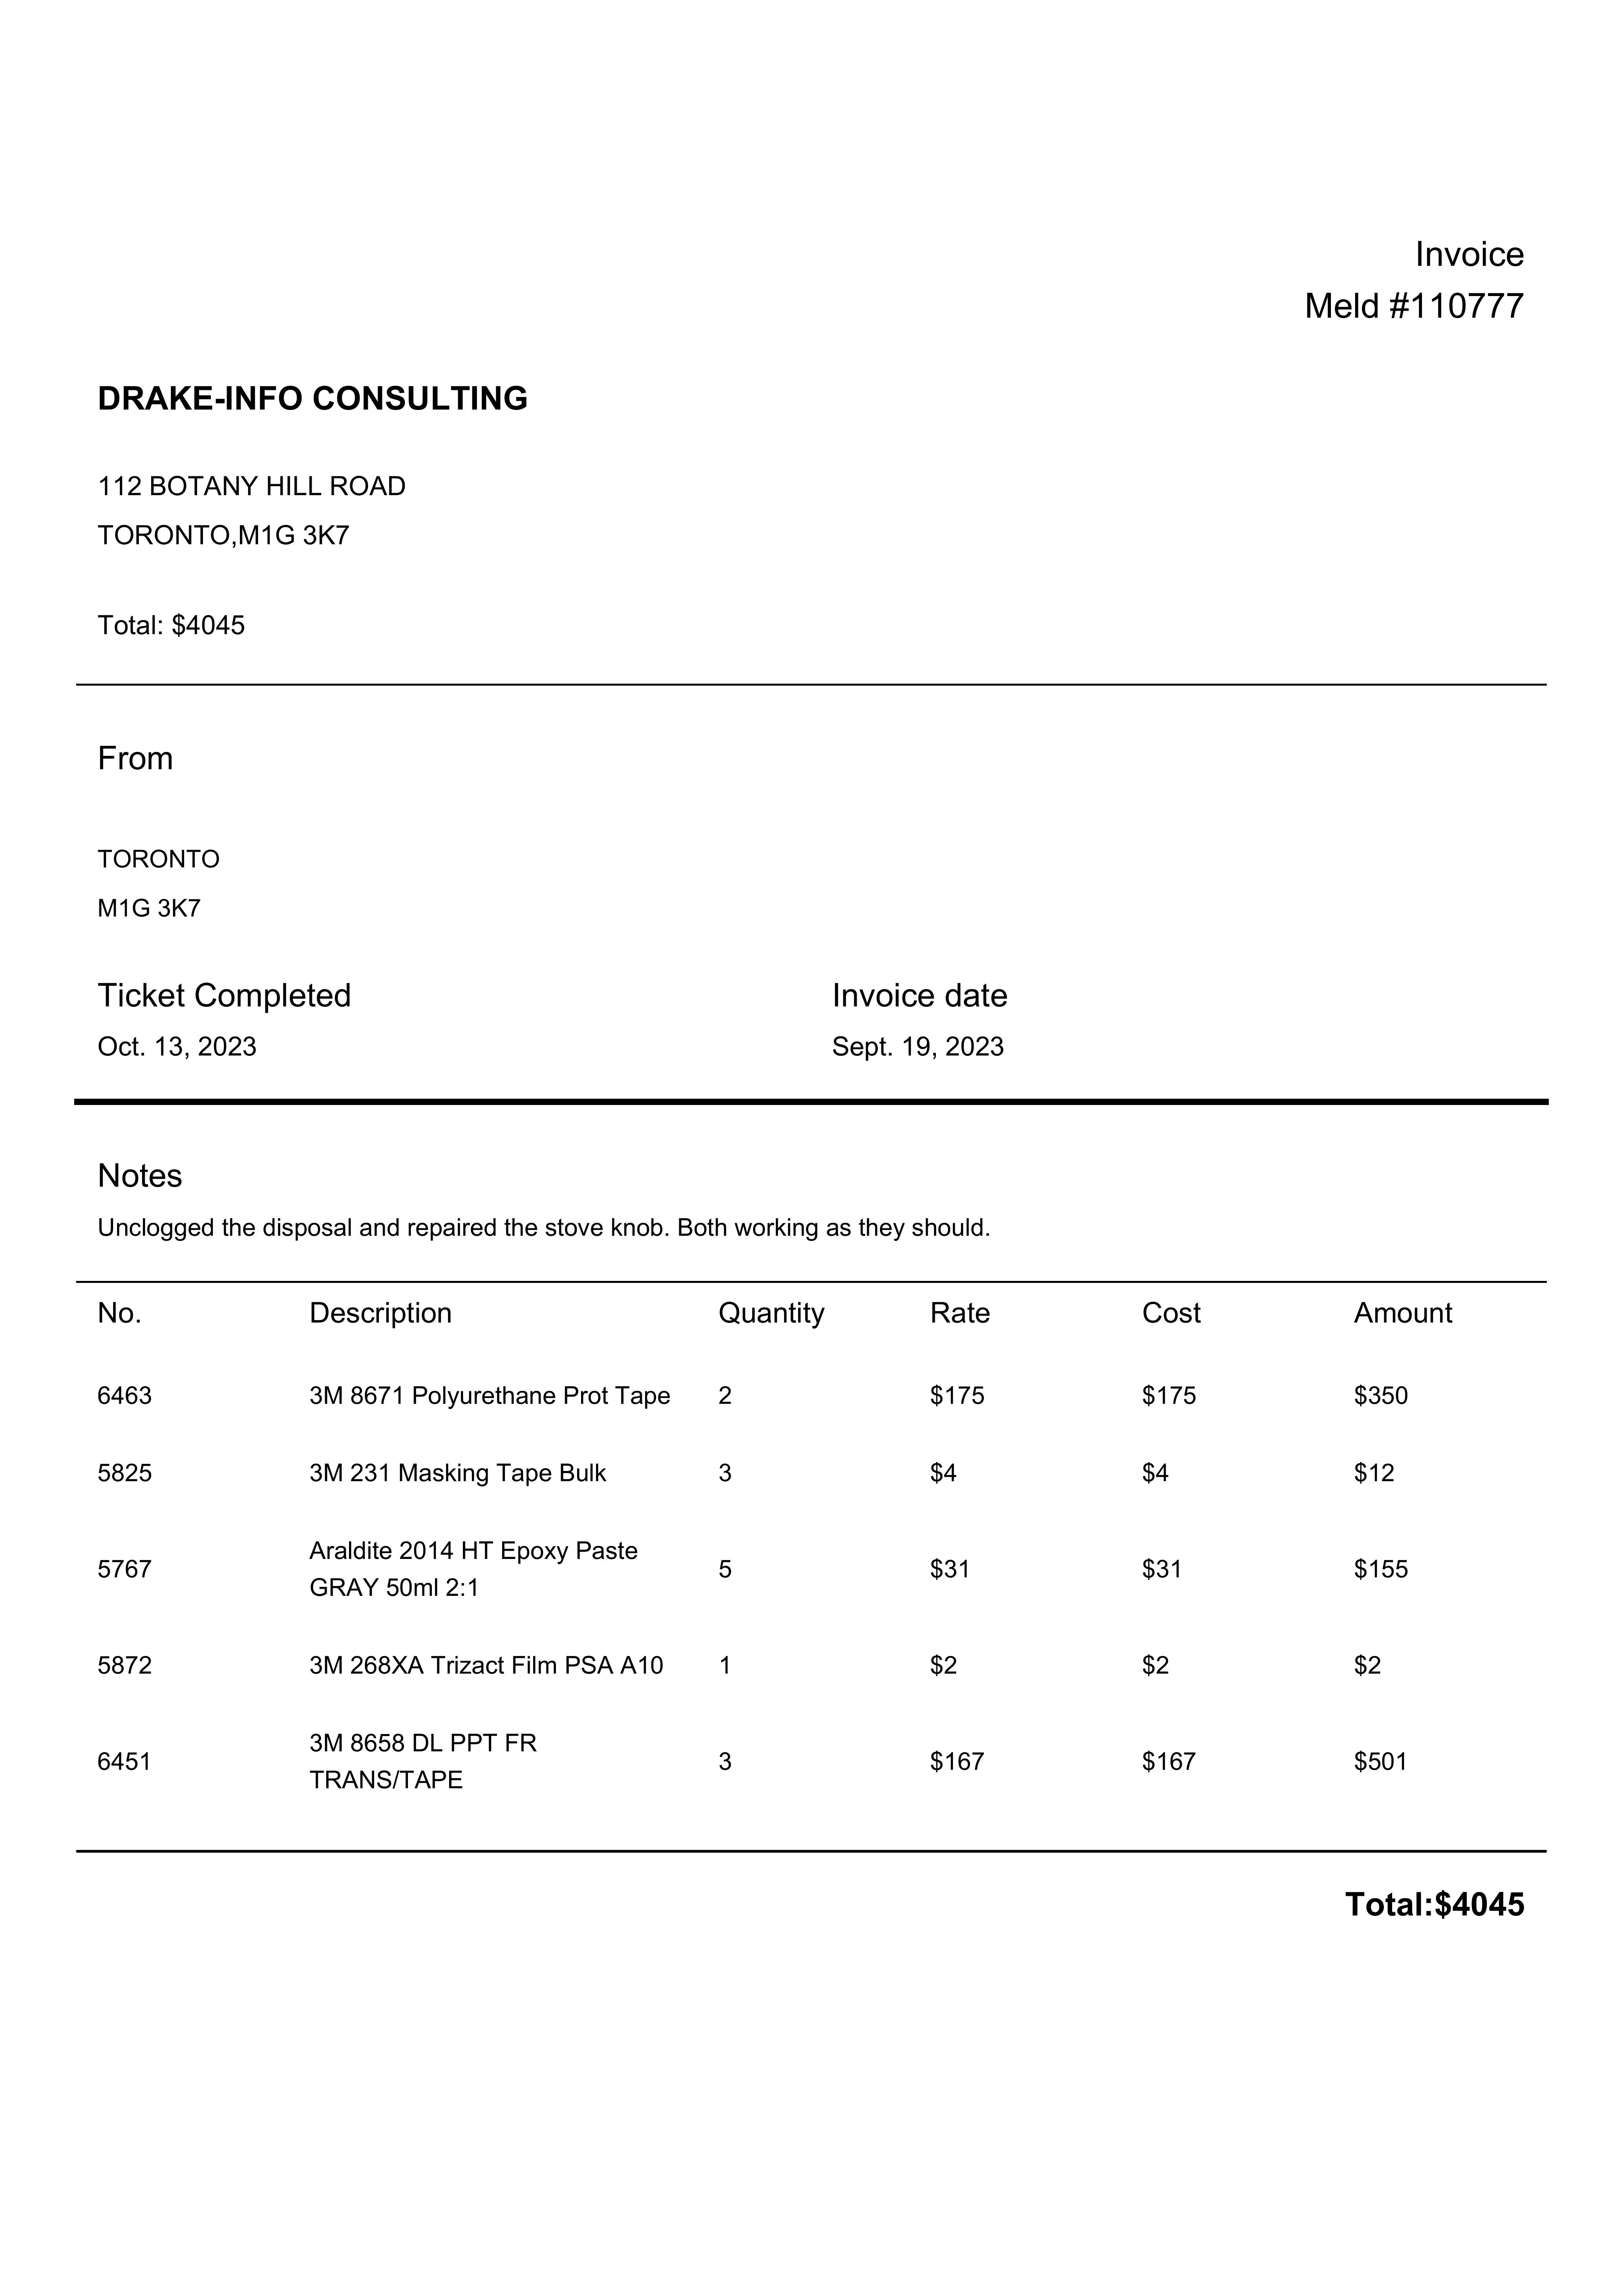 Invoice
Meld #110777
DRAKE-INFO CONSULTING
112 BOTANY HILL ROAD
TORONTO,M1G 3K7
Total: $4045
From
TORONTO
M1G 3K7
Ticket Completed Invoice date
Oct. 13, 2023 Sept. 19, 2023
Notes
Unclogged the disposal and repaired the stove knob. Both working as they should.
No. Description Quantity Rate Cost Amount
6463 3M 8671 Polyurethane Prot Tape 2 $175 $175 $350
5825 3M 231 Masking Tape Bulk 3 $4 $4 $12
Araldite 2014 HT Epoxy Paste
5767 5 $31 $31 $155
GRAY 50ml 2:1
5872 3M 268XA Trizact Film PSA A10 1 $2 $2 $2
3M 8658 DL PPT FR
6451 3 $167 $167 $501
TRANS/TAPE
Total:$4045